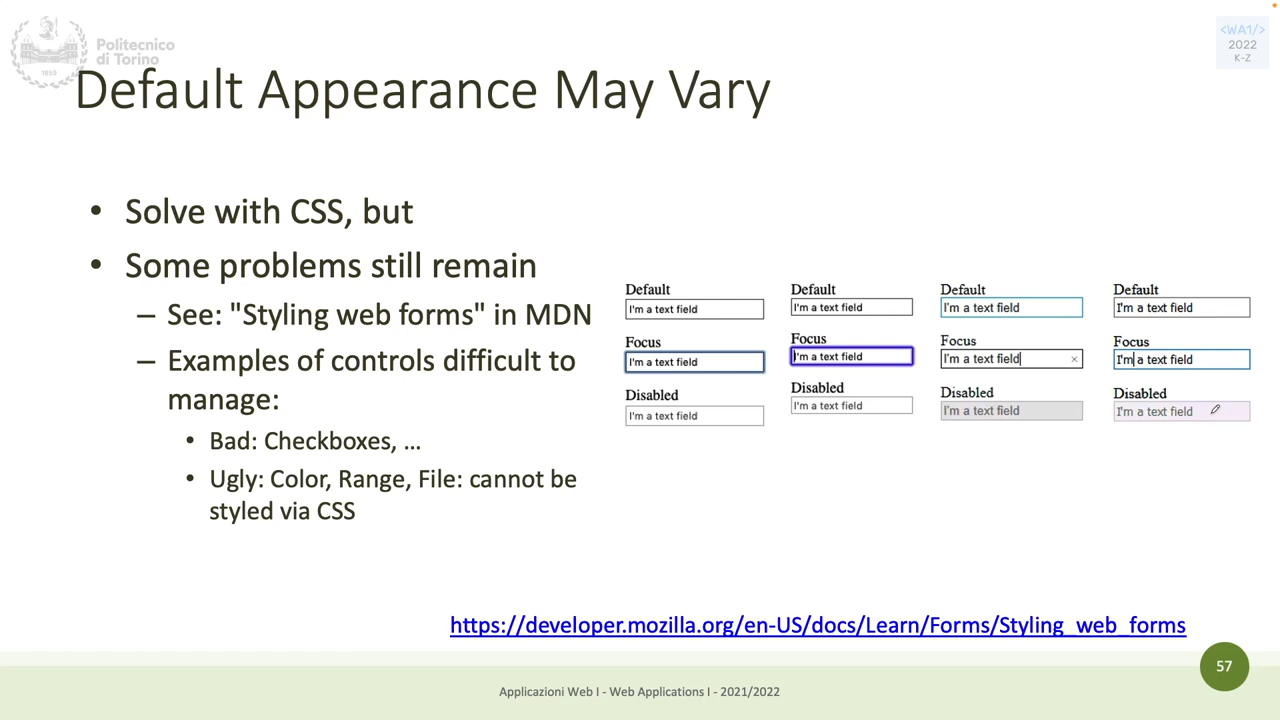 Politecnico
di Torino
1859
<WA1/>
2022
K-Z
Default Appearance May Vary
• Solve with CSS, but
• Some problems still remain
– See: "Styling web forms" in MDN
– Examples of controls difficult to
manage:
• Bad: Checkboxes, …
• Ugly: Color, Range, File: cannot be
styled via CSS
Default
I'm a text field
Focus
I'm a text field
Disabled
I'm a text field
Default
I'm a text field
Focus
I'm a text field
Disabled
I'm a text field
Default
I'm a text field
Focus
I'm a text field ×
Disabled
I'm a text field
Default
I'm a text field
Focus
I'm a text field
Disabled
I'm a text field
https://developer.mozilla.org/en-US/docs/Learn/Forms/Styling_web_forms
57
Applicazioni Web I - Web Applications I - 2021/2022